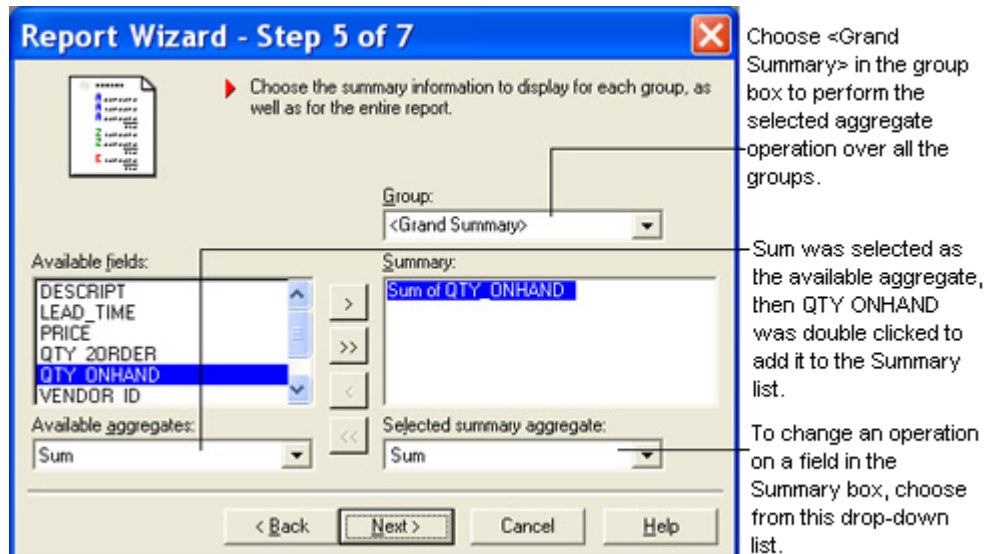 Report Wizard - Step 5 of 7
Choose the summary information to display for each group, as
well as for the entire report.
Group:
<Grand Summary>
Available fields:
DESCRIPT
LEAD_TIME
PRICE
QTY_2ORDER
QTY_ONHAND
VENDOR_ID
>
>>
<
<<
Summary:
Sum of QTY_ONHAND
Available aggregates:
Sum
Selected summary aggregate:
Sum
< Back
Next >
Cancel
Help
Choose <Grand
Summary> in the group
box to perform the
selected aggregate
operation over all the
groups.
Sum was selected as
the available aggregate,
then QTY ONHAND
was double clicked to
add it to the Summary
list.
To change an operation
on a field in the
Summary box, choose
from this drop-down
list.